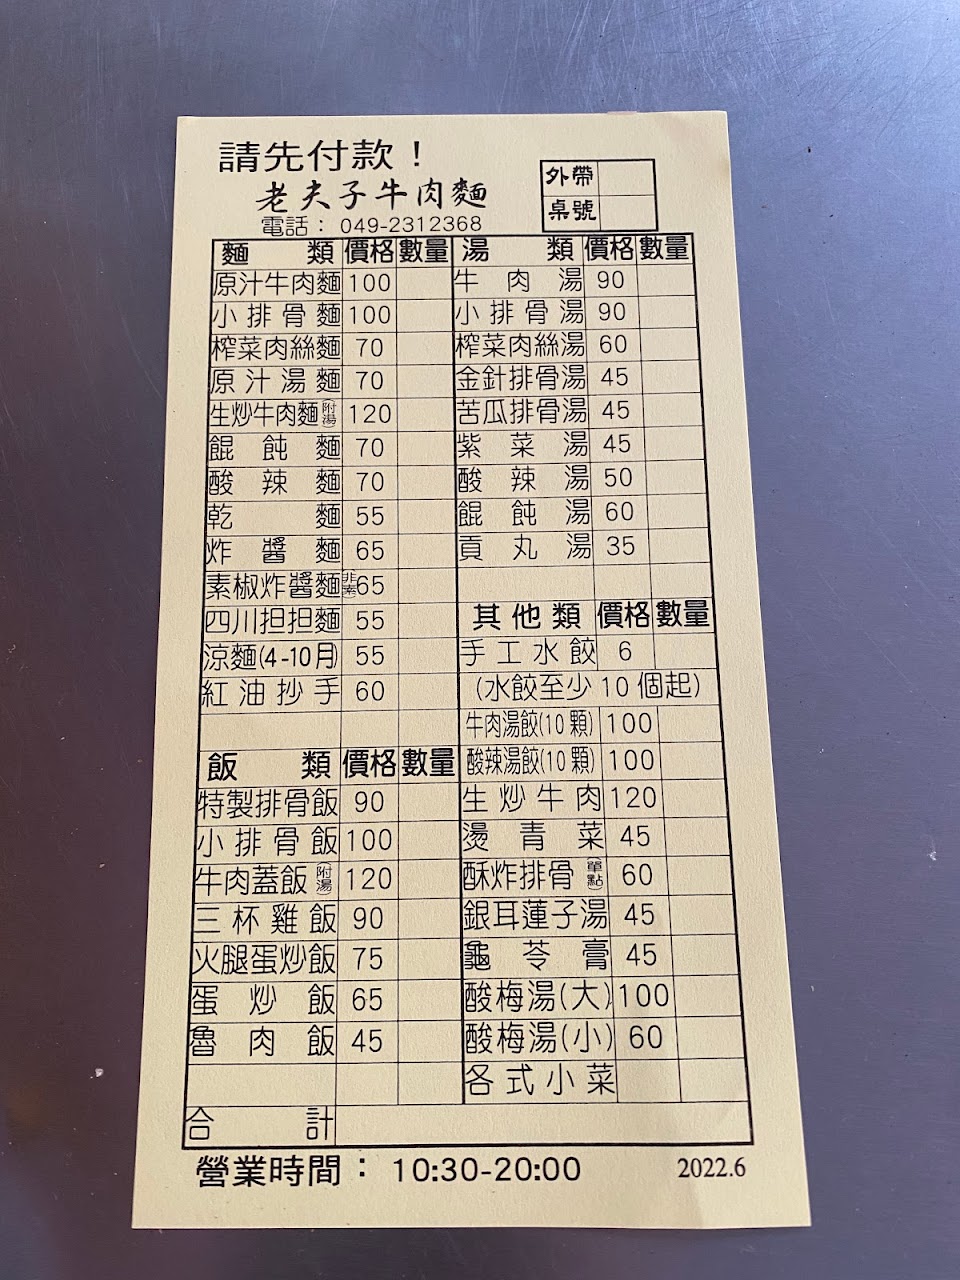 請先付款！
老夫子牛肉麵
電話： 049-2312368
外帶
桌號
麵類 價格 數量
原汁牛肉麵 100
小排骨麵 100
榨菜肉絲麵 70
原汁湯麵 70
生炒牛肉麵(附湯) 120
餛飩麵 70
酸辣麵 70
乾麵 55
炸醬麵 65
素椒炸醬麵(非素) 65
四川担担麵 55
涼麵(4-10月) 55
紅油抄手 60
飯類 價格 數量
特製排骨飯 90
小排骨飯 100
牛肉蓋飯(附湯) 120
三杯雞飯 90
火腿蛋炒飯 75
蛋炒飯 65
魯肉飯 45
湯類 價格 數量
牛肉湯 90
小排骨湯 90
榨菜肉絲湯 60
金針排骨湯 45
苦瓜排骨湯 45
紫菜湯 45
酸辣湯 50
餛飩湯 60
貢丸湯 35
其他類 價格 數量
手工水餃 6
(水餃至少10個起)
牛肉湯餃(10顆) 100
酸辣湯餃(10顆) 100
生炒牛肉 120
燙青菜 45
酥炸排骨(單點) 60
銀耳蓮子湯 45
龜苓膏 45
酸梅湯(大) 100
酸梅湯(小) 60
各式小菜
合計
營業時間： 10:30-20:00
2022.6